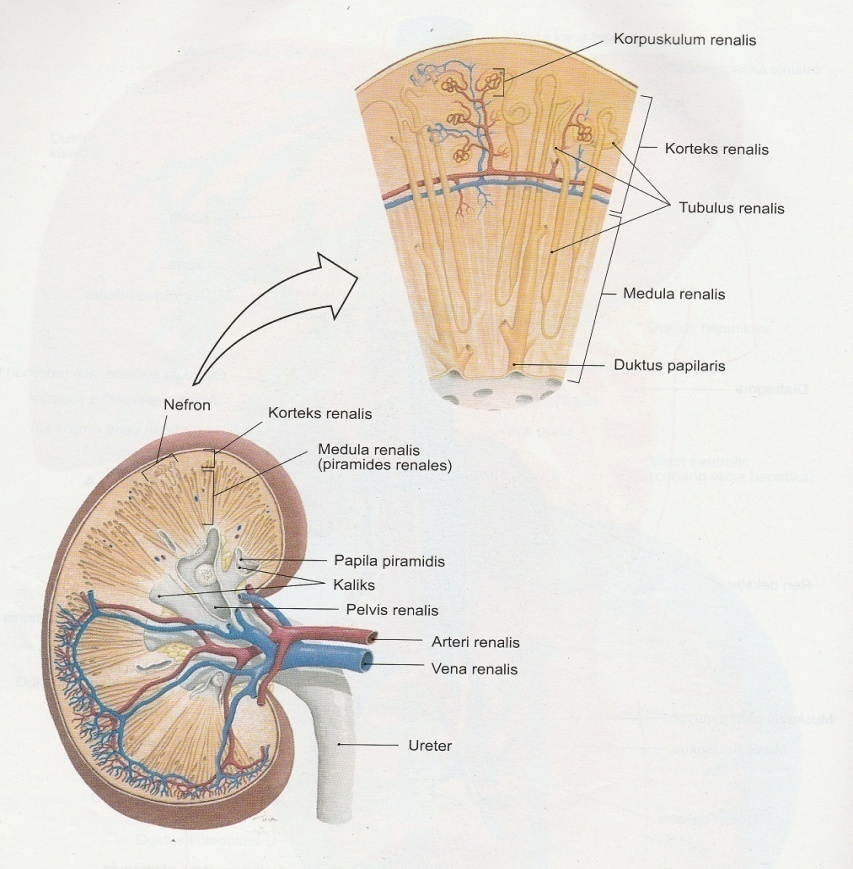 Korpuskulum renalis
Korteks renalis
Tubulus renalis
Medula renalis
Duktus papilaris
Nefron
Korteks renalis
Medula renalis
(piramides renales)
Papila piramidis
Kaliks
Pelvis renalis
Arteri renalis
Vena renalis
Ureter